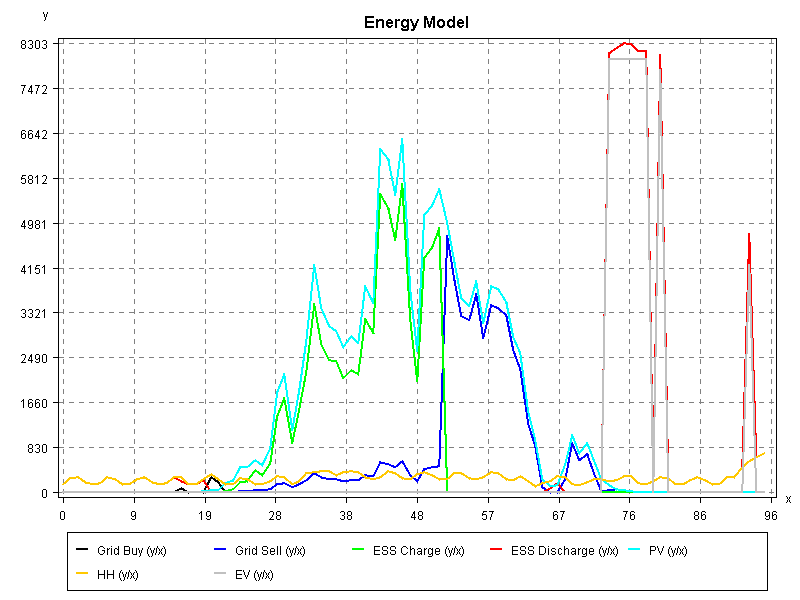 Energy Model
y
8303
7472
6642
5812
4981
4151
3321
2490
1660
830
0
0 9 19 28 38 48 57 67 76 86 96
x
Grid Buy (y/x) Grid Sell (y/x) ESS Charge (y/x) ESS Discharge (y/x) PV (y/x)
HH (y/x) EV (y/x)